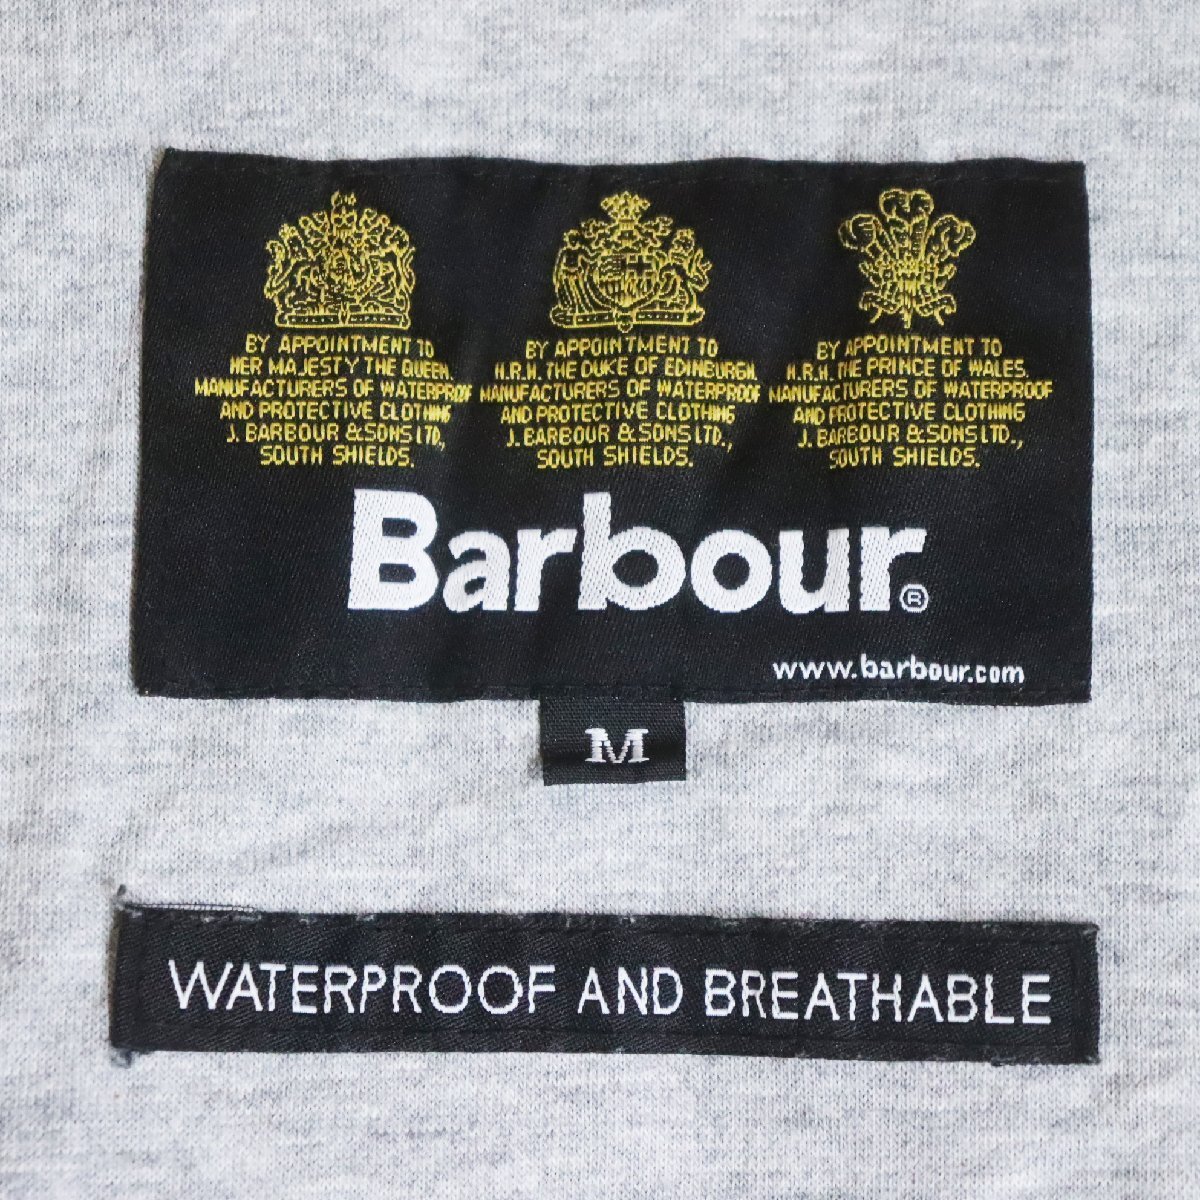 BY APPOINTMENT TO
HER MAJESTY THE QUEEN
MANUFACTURERS OF WATERPROOF
AND PROTECTIVE CLOTHING
J. BARBOUR & SONS LTD.,
SOUTH SHIELDS.
BY APPOINTMENT TO
H.R.H. THE DUKE OF EDINBURGH
MANUFACTURERS OF WATERPROOF
AND PROTECTIVE CLOTHING
J. BARBOUR & SONS LTD.,
SOUTH SHIELDS.
BY APPOINTMENT TO
H.R.H. THE PRINCE OF WALES.
MANUFACTURERS OF WATERPROOF
AND PROTECTIVE CLOTHING
J. BARBOUR & SONS LTD.,
SOUTH SHIELDS.
Barbour®
www.barbour.com
M
WATERPROOF AND BREATHABLE